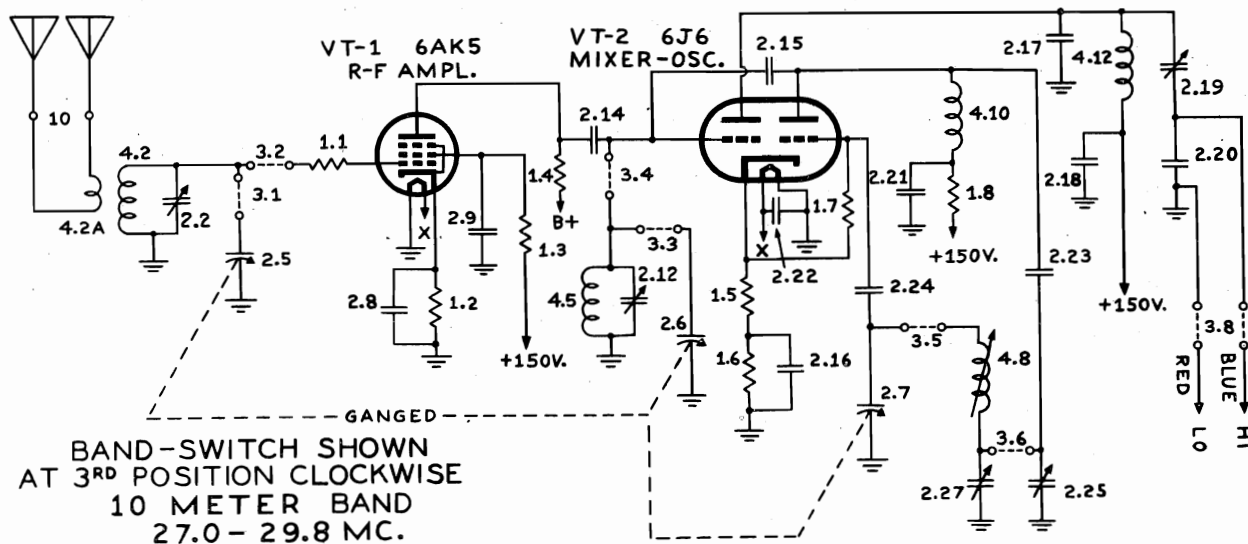 VT-1 6AK5
R-F AMPL.
VT-2 6J6
MIXER-OSC.
10
4.2
4.2A
2.2
3.1
3.2
2.5
1.1
X
2.9
1.3
+150V.
2.8
1.2
1.4
B+
2.14
3.4
3.3
4.5
2.12
2.6
2.15
X
2.22
1.7
1.5
1.6
2.16
2.24
3.5
2.7
4.8
3.6
2.27
2.25
2.21
4.10
1.8
+150V.
2.23
2.17
4.12
2.18
+150V.
2.19
2.20
3.8
RED
BLUE
LO
HI
GANGED
BAND-SWITCH SHOWN
AT 3RD POSITION CLOCKWISE
10 METER BAND
27.0-29.8 MC.